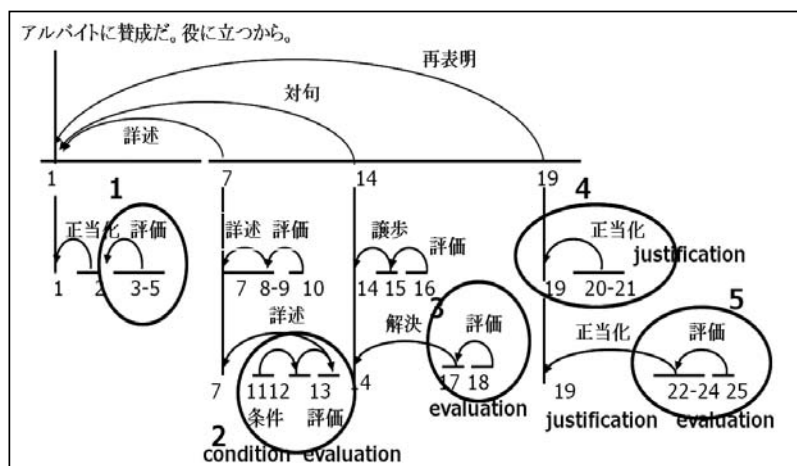 アルバイトに賛成だ。役に立つから。
再表明
対句
詳述
1 7 14 19
1 4
正当化 評価 詳述 評価 譲歩 評価 正当化
justification
1 2 3-5 7 8-9 10 14 15 16 19 20-21
3 5
詳述 解決 評価 正当化 評価
7 1112 13 14 17 18 19 22-24 25
条件 評価 evaluation justification evaluation
2
condition evaluation